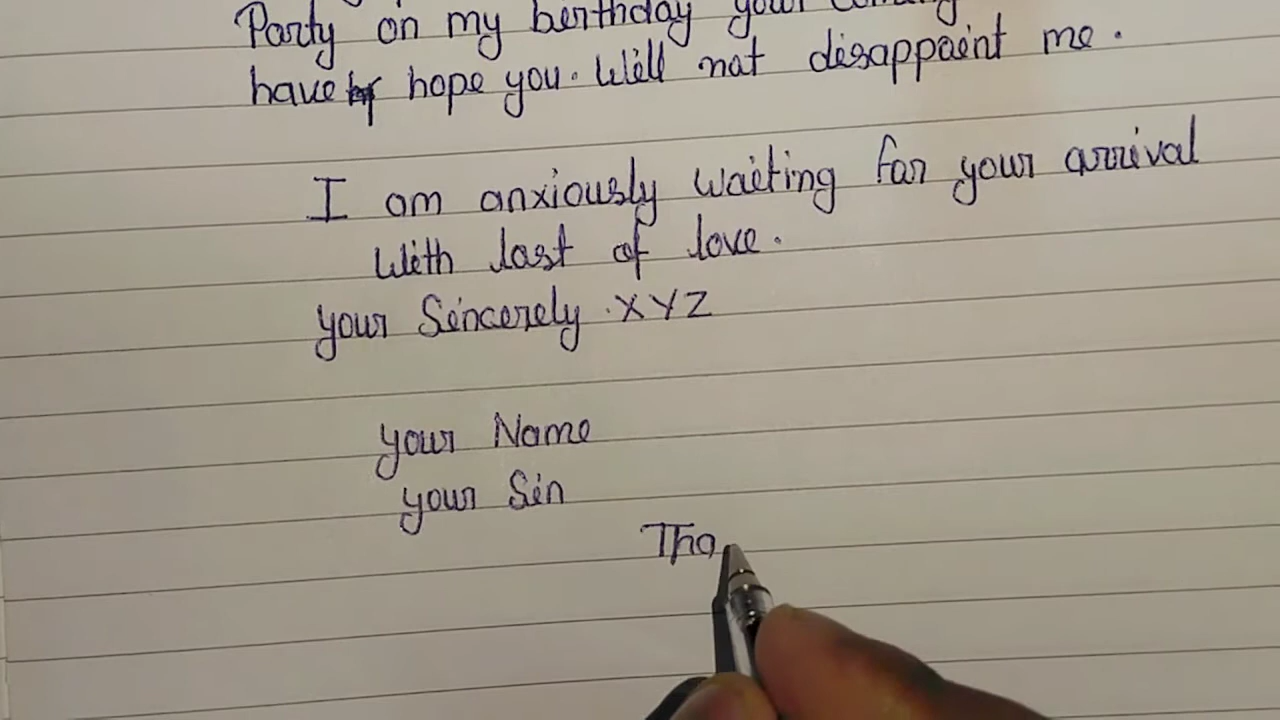 Party on my birthday your coming
have hope you. Will not disappoint me.
I am anxiously waiting for your arrival
With last of love.
your Sincerely .XYZ
your Name
your Sin
Tha